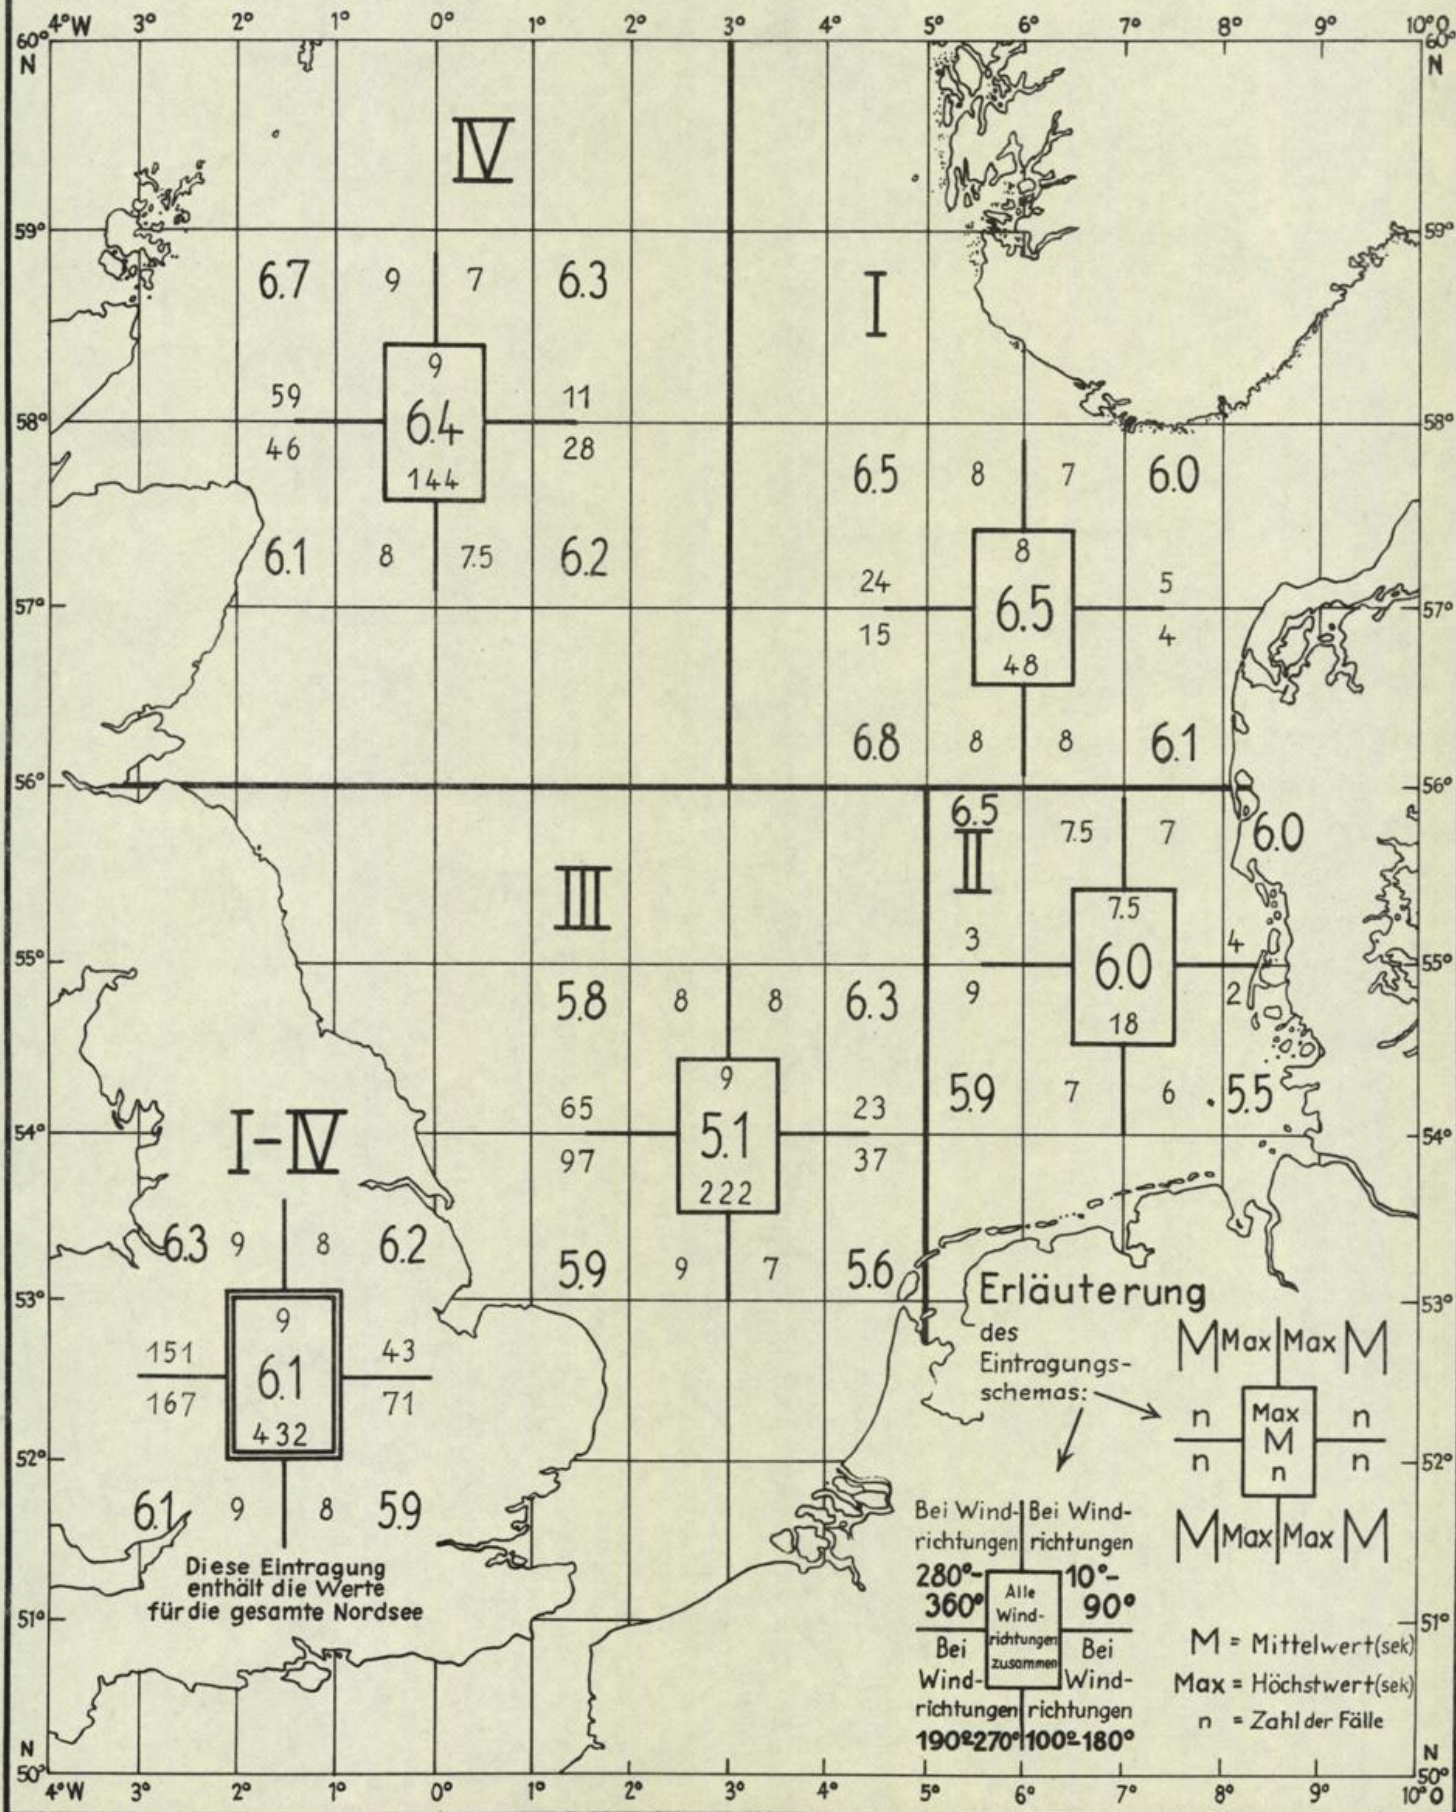 4°W 3° 2° 1° 0° 1° 2° 3° 4° 5° 6° 7° 8° 9° 10°O
60° 60°
N N
IV
59° 59°
6.7 9 7 6.3
I
9
59 6.4 11
58° 58°
46 144 28
6.5 8 7 6.0
6.1 8 7.5 6.2
8
24 6.5 5
57° 57°
15 48 4
6.8 8 8 6.1
56° 56°
6.5 7.5 7 6.0
II
III
7.5
3 6.0 4
55° 55°
9 18 2
5.8 8 8 6.3
5.9 7 6 5.5
9
65 5.1 23
54° 54°
97 222 37
I-IV
6.3 9 8 6.2
5.9 9 7 5.6
53° 53°
9
151 6.1 43
167 432 71
52° 52°
6.1 9 8 5.9
Diese Eintragung
enthält die Werte
für die gesamte Nordsee
51° 51°
Erläuterung
des
Eintragungs-
schemas:
M Max Max M
n Max n
M
n n n
M Max Max M
Bei Wind- Bei Wind-
richtungen richtungen
280°- 10°-
360° 90°
Alle
Wind-
richtungen
zusammen
Bei Bei
Wind- Wind-
richtungen richtungen
190°-270° 100°-180°
M = Mittelwert (sek)
Max = Höchstwert (sek)
n = Zahl der Fälle
N N
50° 50°
4°W 3° 2° 1° 0° 1° 2° 3° 4° 5° 6° 7° 8° 9° 10°O